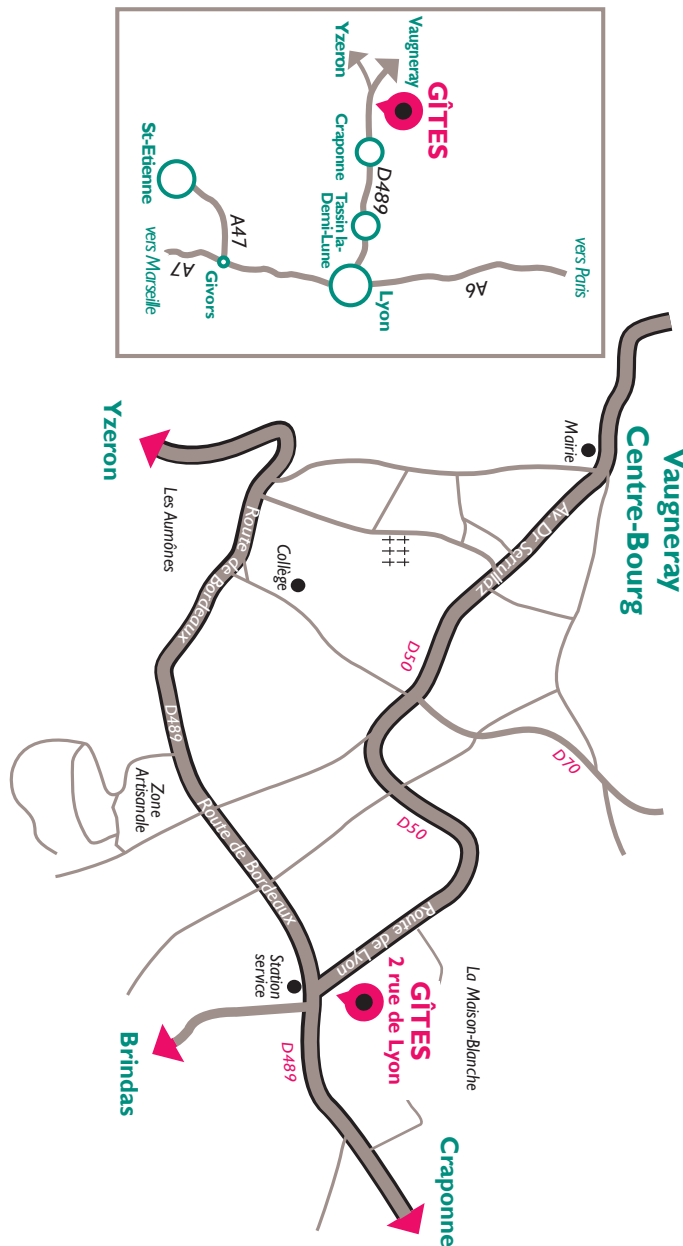 vers Paris
A6
Lyon
Tassin la-
Demi-Lune
D489
Craponne
GÎTES
Vaugneray
Yzeron
St-Etienne
A47
Givors
A7
vers Marseille
Vaugneray
Centre-Bourg
Mairie
Av. Dr Serrullaz
D50
D70
D50
Route de Lyon
La Maison-Blanche
GÎTES
2 rue de Lyon
Craponne
Yzeron
Les Aumônes
Route de Bordeaux
Collège
†††
†††
D489
Zone
Artisanale
Route de Bordeaux
Station
service
D489
Brindas